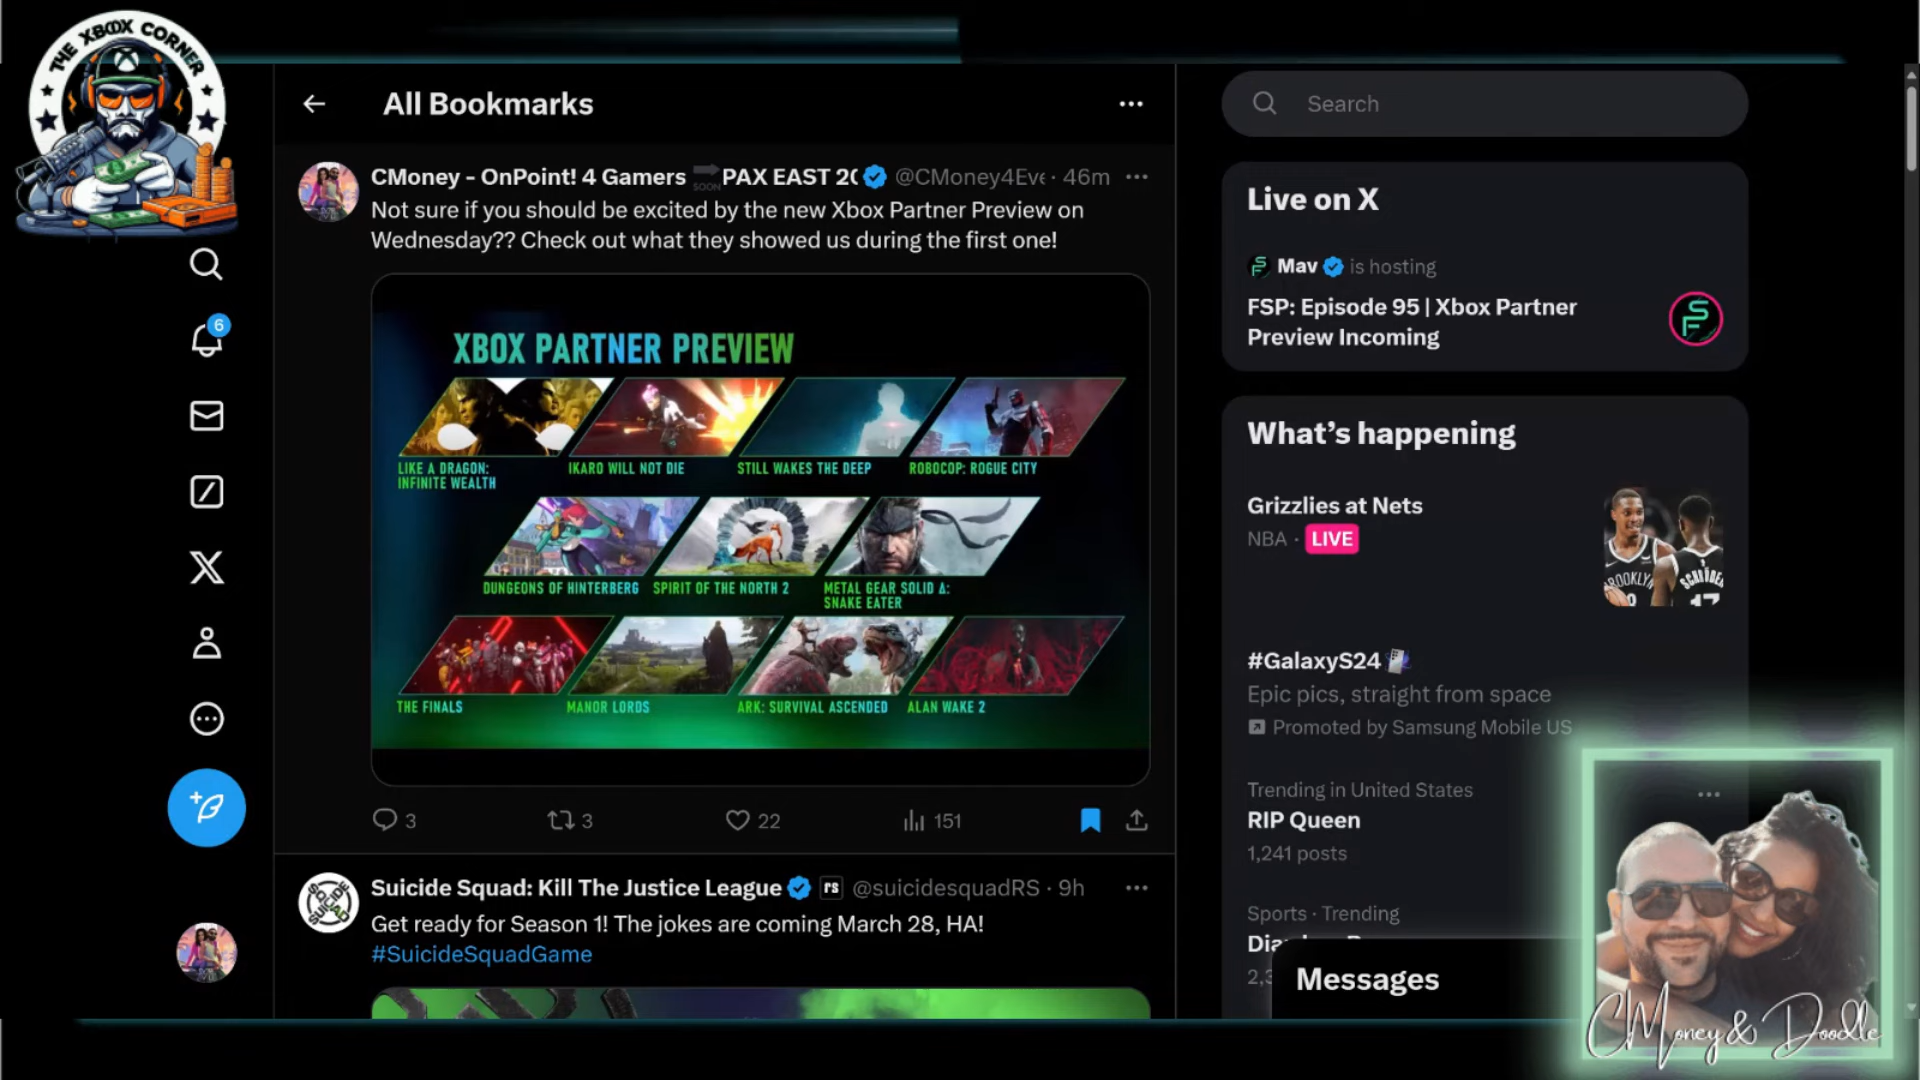 THE XBOX CORNER
All Bookmarks
CMoney - OnPoint! 4 Gamers SOON PAX EAST 20 @CMoney4Eve · 46m
Not sure if you should be excited by the new Xbox Partner Preview on
Wednesday?? Check out what they showed us during the first one!
XBOX PARTNER PREVIEW
LIKE A DRAGON:
INFINITE WEALTH
IKARO WILL NOT DIE
STILL WAKES THE DEEP
ROBOCOP: ROGUE CITY
DUNGEONS OF HINTERBERG
SPIRIT OF THE NORTH 2
METAL GEAR SOLID Δ:
SNAKE EATER
THE FINALS
MANOR LORDS
ARK: SURVIVAL ASCENDED
ALAN WAKE 2
3
3
22
151
Suicide Squad: Kill The Justice League rs @suicidesquadRS · 9h
Get ready for Season 1! The jokes are coming March 28, HA!
#SuicideSquadGame
6
Search
Live on X
Mav is hosting
FSP: Episode 95 | Xbox Partner
Preview Incoming
What's happening
Grizzlies at Nets
NBA · LIVE
#GalaxyS24
Epic pics, straight from space
Promoted by Samsung Mobile US
Trending in United States
RIP Queen
1,241 posts
Sports · Trending
Messages
CMoney & Doodle